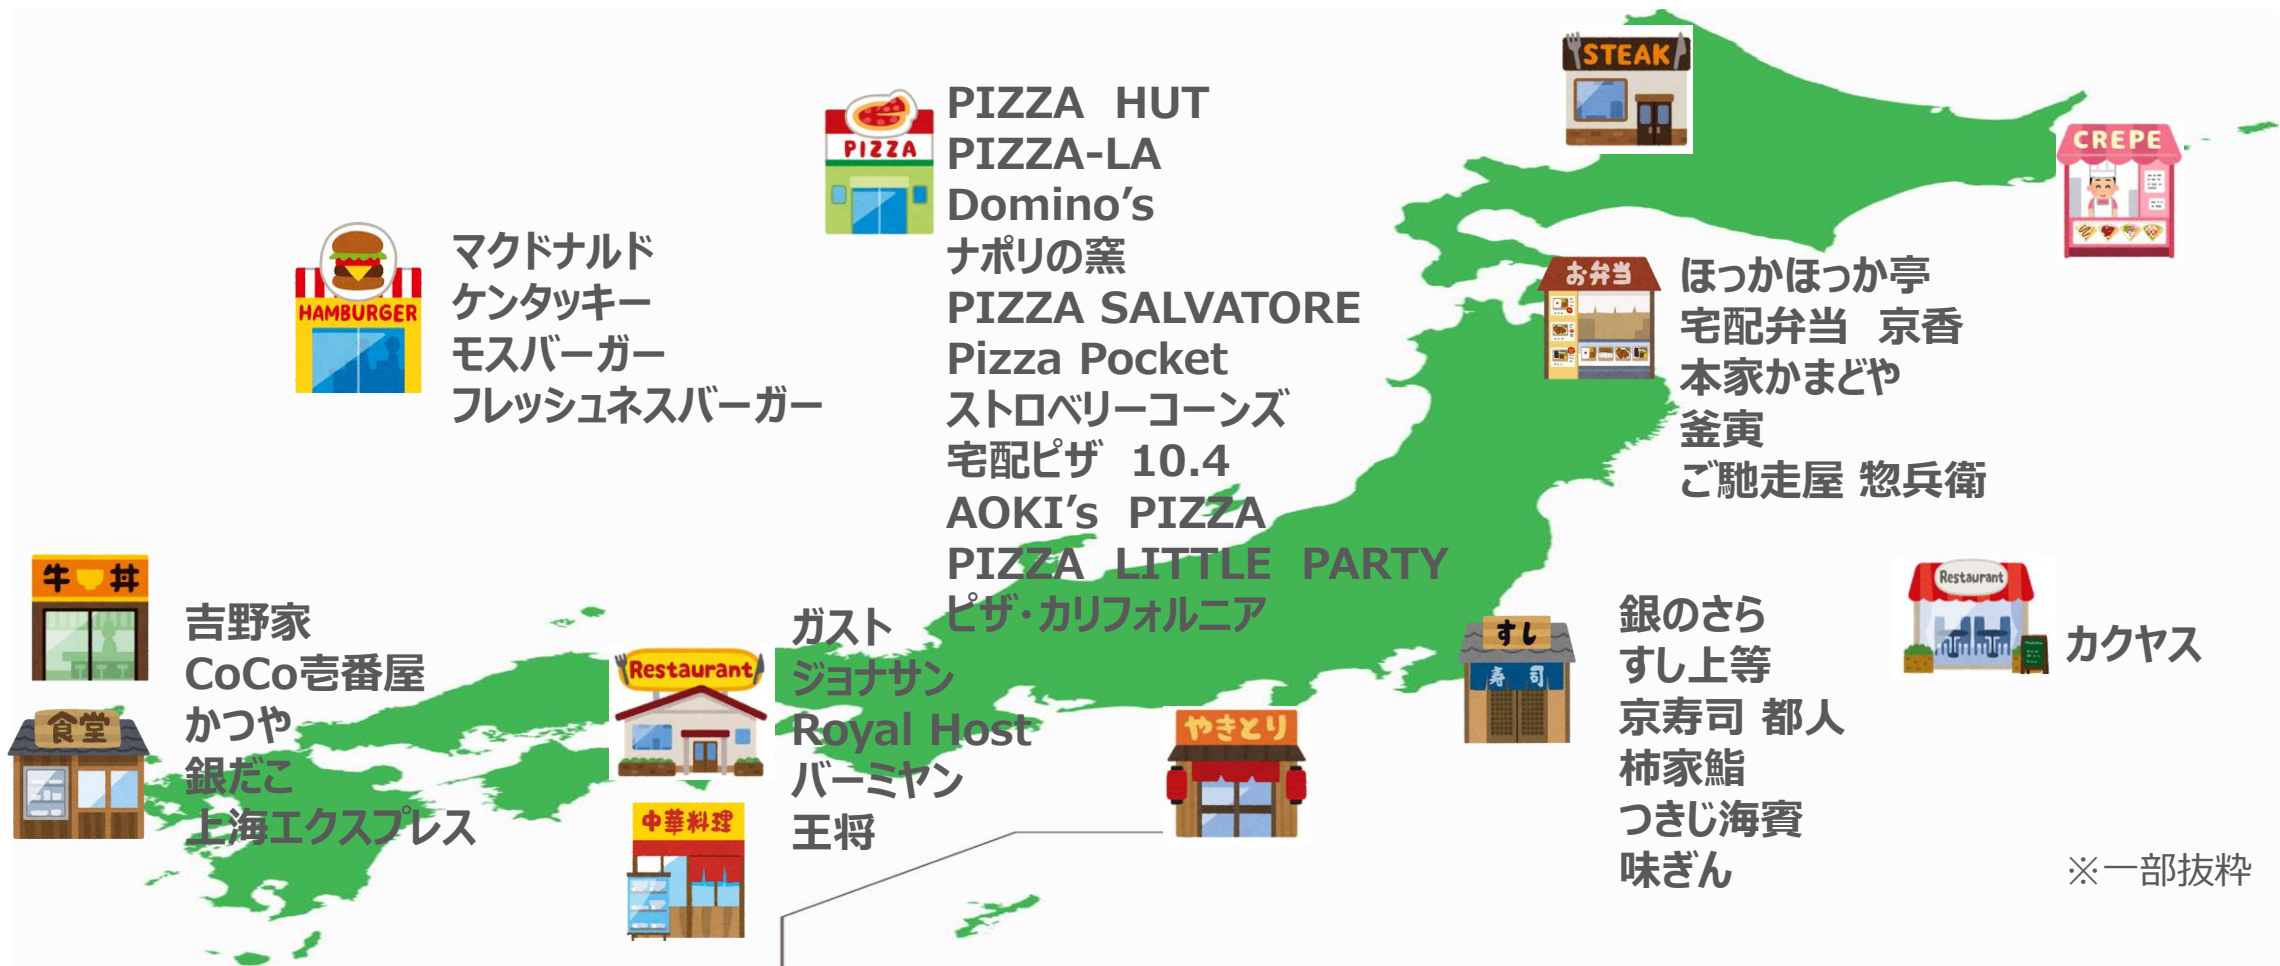 STEAK
CREPE
PIZZA
PIZZA HUT
PIZZA-LA
Domino’s
ナポリの窯
PIZZA SALVATORE
Pizza Pocket
ストロベリーコーンズ
宅配ピザ 10.4
AOKI’s PIZZA
PIZZA LITTLE PARTY
ピザ・カリフォルニア
HAMBURGER
マクドナルド
ケンタッキー
モスバーガー
フレッシュネスバーガー
お弁当
ほっかほっか亭
宅配弁当 京香
本家かまどや
釜寅
ご馳走屋 惣兵衛
牛丼
食堂
吉野家
CoCo壱番屋
かつや
銀だこ
上海エクスプレス
Restaurant
中華料理
ガスト
ジョナサン
Royal Host
バーミヤン
王将
やきとり
すし
寿司
銀のさら
すし上等
京寿司 都人
柿家鮨
つきじ海賓
味ぎん
Restaurant
カクヤス
※一部抜粋